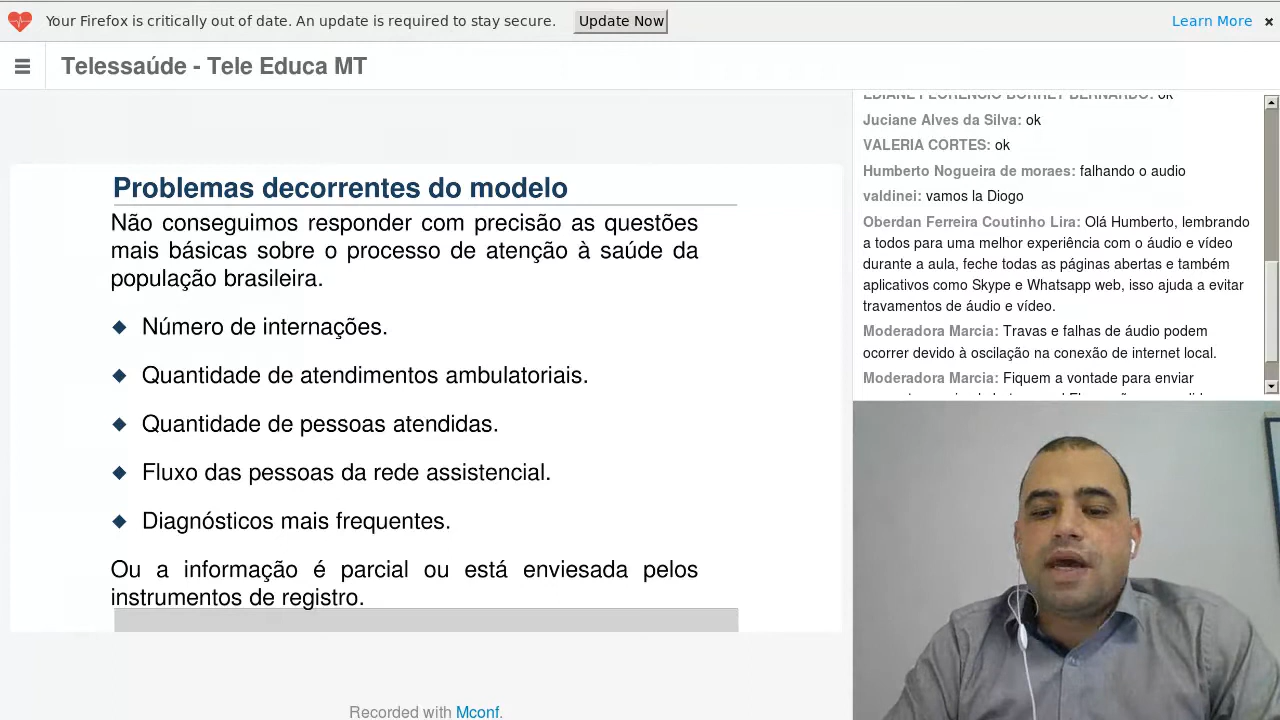 Your Firefox is critically out of date. An update is required to stay secure. Update Now Learn More ×
Telessaúde - Tele Educa MT
Problemas decorrentes do modelo
Não conseguimos responder com precisão as questões
mais básicas sobre o processo de atenção à saúde da
população brasileira.
Número de internações.
Quantidade de atendimentos ambulatoriais.
Quantidade de pessoas atendidas.
Fluxo das pessoas da rede assistencial.
Diagnósticos mais frequentes.
Ou a informação é parcial ou está enviesada pelos
instrumentos de registro.
Recorded with Mconf.
EDIANE FLORENCIO BERNARDO: ok
Juciane Alves da Silva: ok
VALERIA CORTES: ok
Humberto Nogueira de moraes: falhando o audio
valdinei: vamos la Diogo
Oberdan Ferreira Coutinho Lira: Olá Humberto, lembrando
a todos para uma melhor experiência com o áudio e vídeo
durante a aula, feche todas as páginas abertas e também
aplicativos como Skype e Whatsapp web, isso ajuda a evitar
travamentos de áudio e vídeo.
Moderadora Marcia: Travas e falhas de áudio podem
ocorrer devido à oscilação na conexão de internet local.
Moderadora Marcia: Fiquem a vontade para enviar